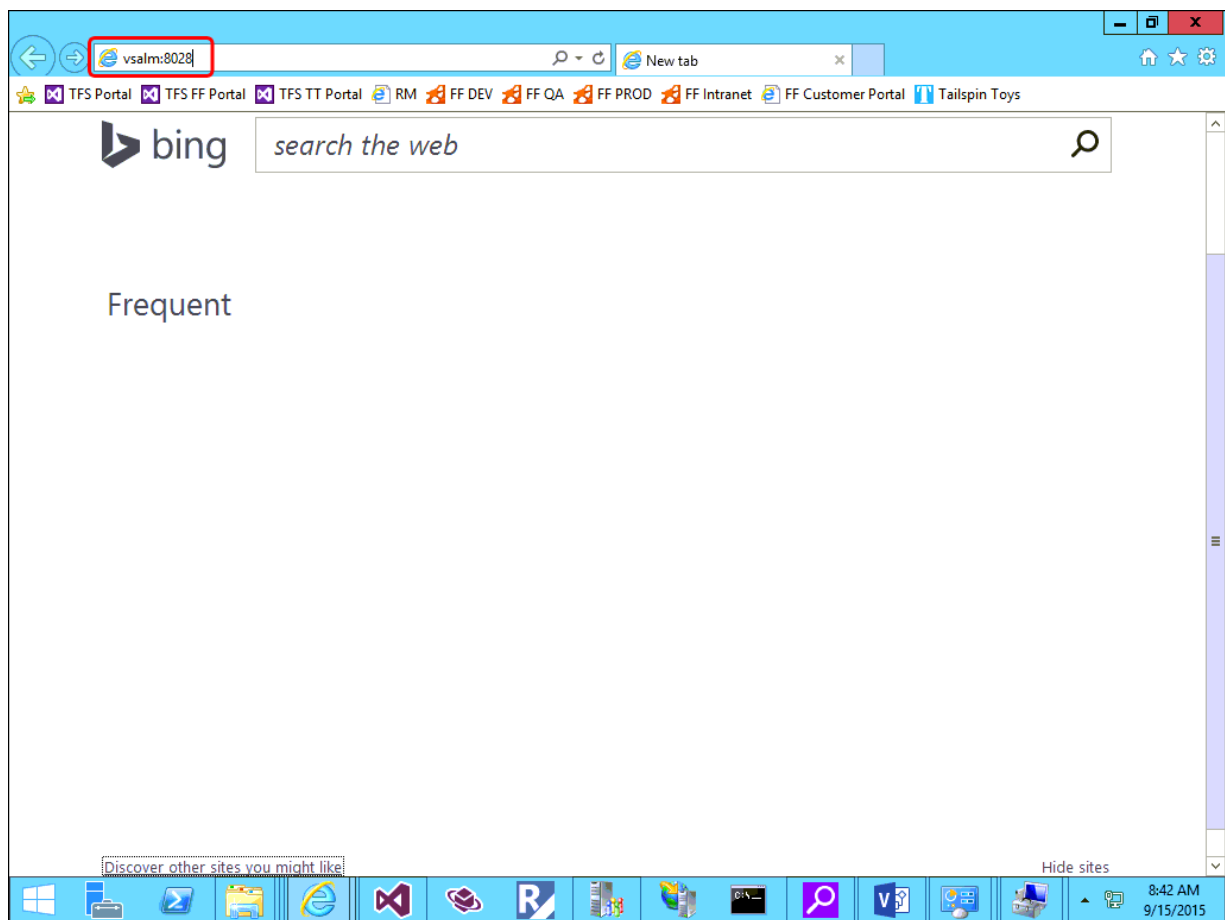 vsalm:8028
New tab
TFS Portal TFS FF Portal TFS TT Portal RM FF DEV FF QA FF PROD FF Intranet FF Customer Portal Tailspin Toys
bing search the web
Frequent
Discover other sites you might like Hide sites
8:42 AM
9/15/2015